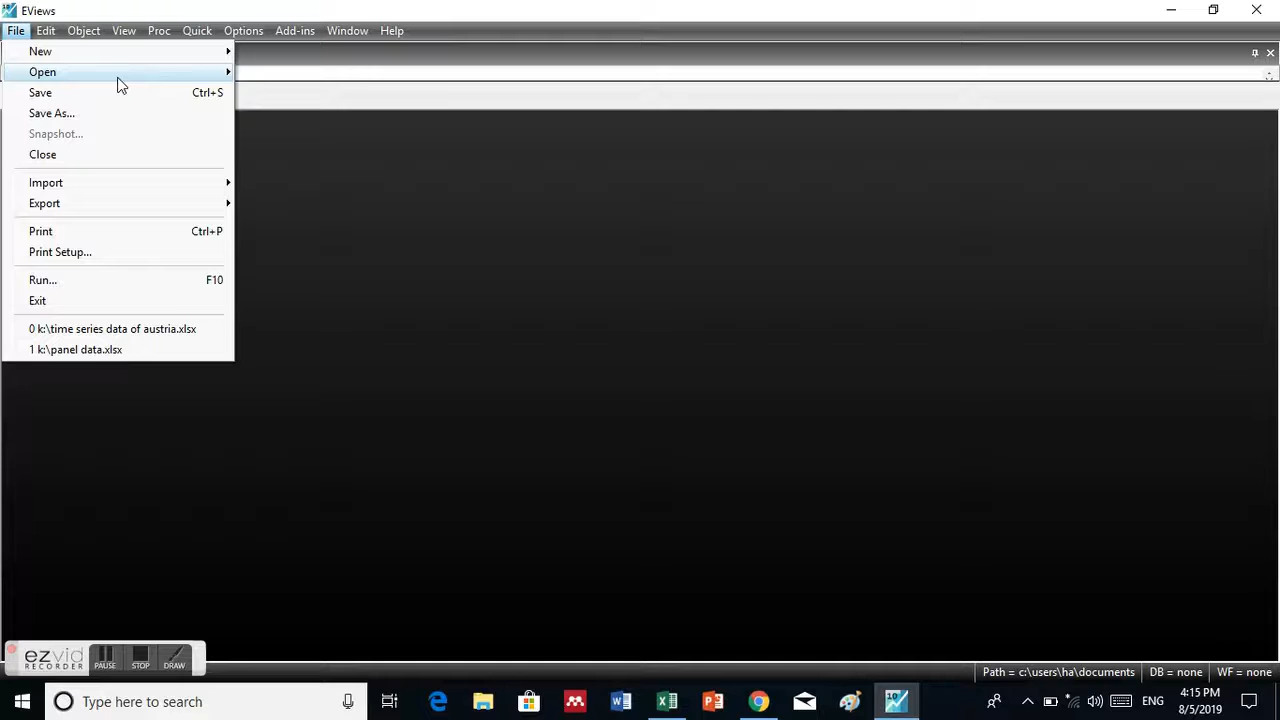 EViews
File Edit Object View Proc Quick Options Add-ins Window Help
New
Open
Save Ctrl+S
Save As...
Snapshot...
Close
Import
Export
Print Ctrl+P
Print Setup...
Run... F10
Exit
0 k:\time series data of austria.xlsx
1 k:\panel data.xlsx
ezvid
RECORDER
PAUSE STOP DRAW
Path = c:\users\ha\documents DB = none WF = none
Type here to search
ENG
4:15 PM
8/5/2019